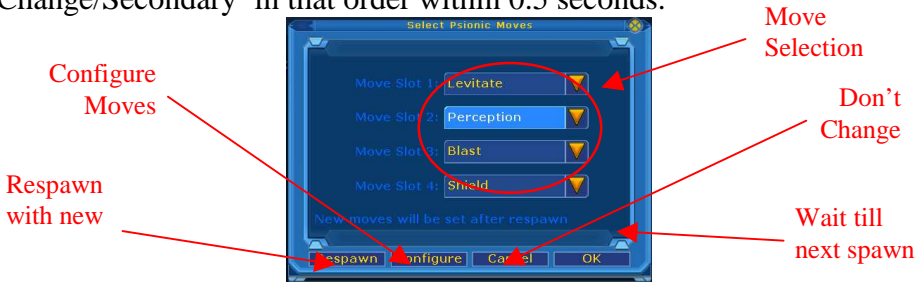 Change/Secondary' in that order within 0.5 seconds.
Select Psionic Moves
Move
Selection
Configure
Moves
Move Slot 1: Levitate
Move Slot 2: Perception
Don't
Change
Move Slot 3: Blast
Move Slot 4: Shield
Respawn
with new
New moves will be set after respawn
Wait till
next spawn
Respawn Configure Cancel OK